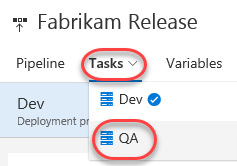 Fabrikam Release
Pipeline Tasks Variables
Dev
Deployment pr
Dev
QA